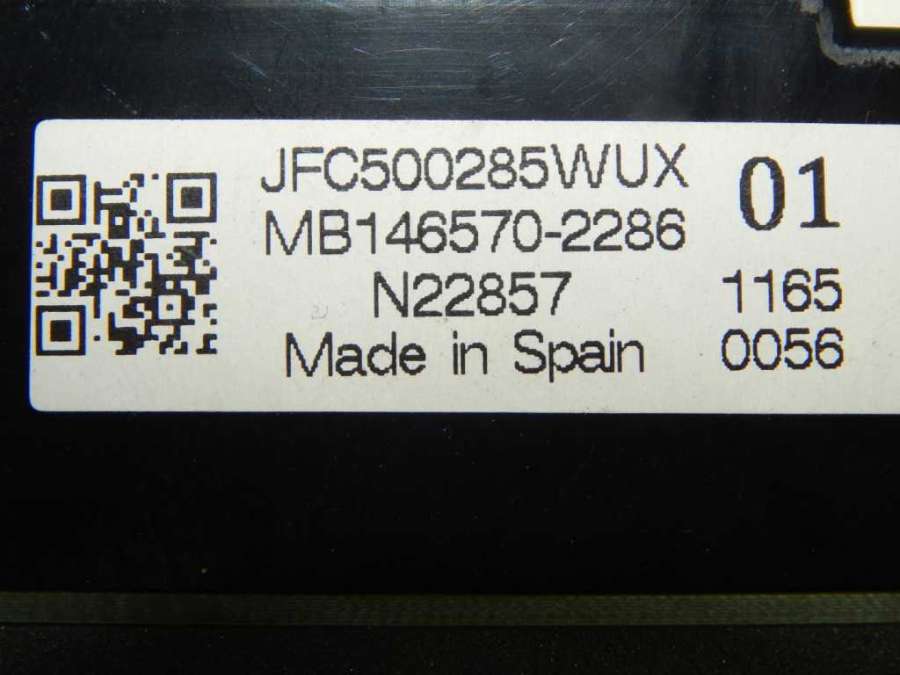 JFC500285WUX
01
MB146570-2286
N22857
1165
Made in Spain
0056